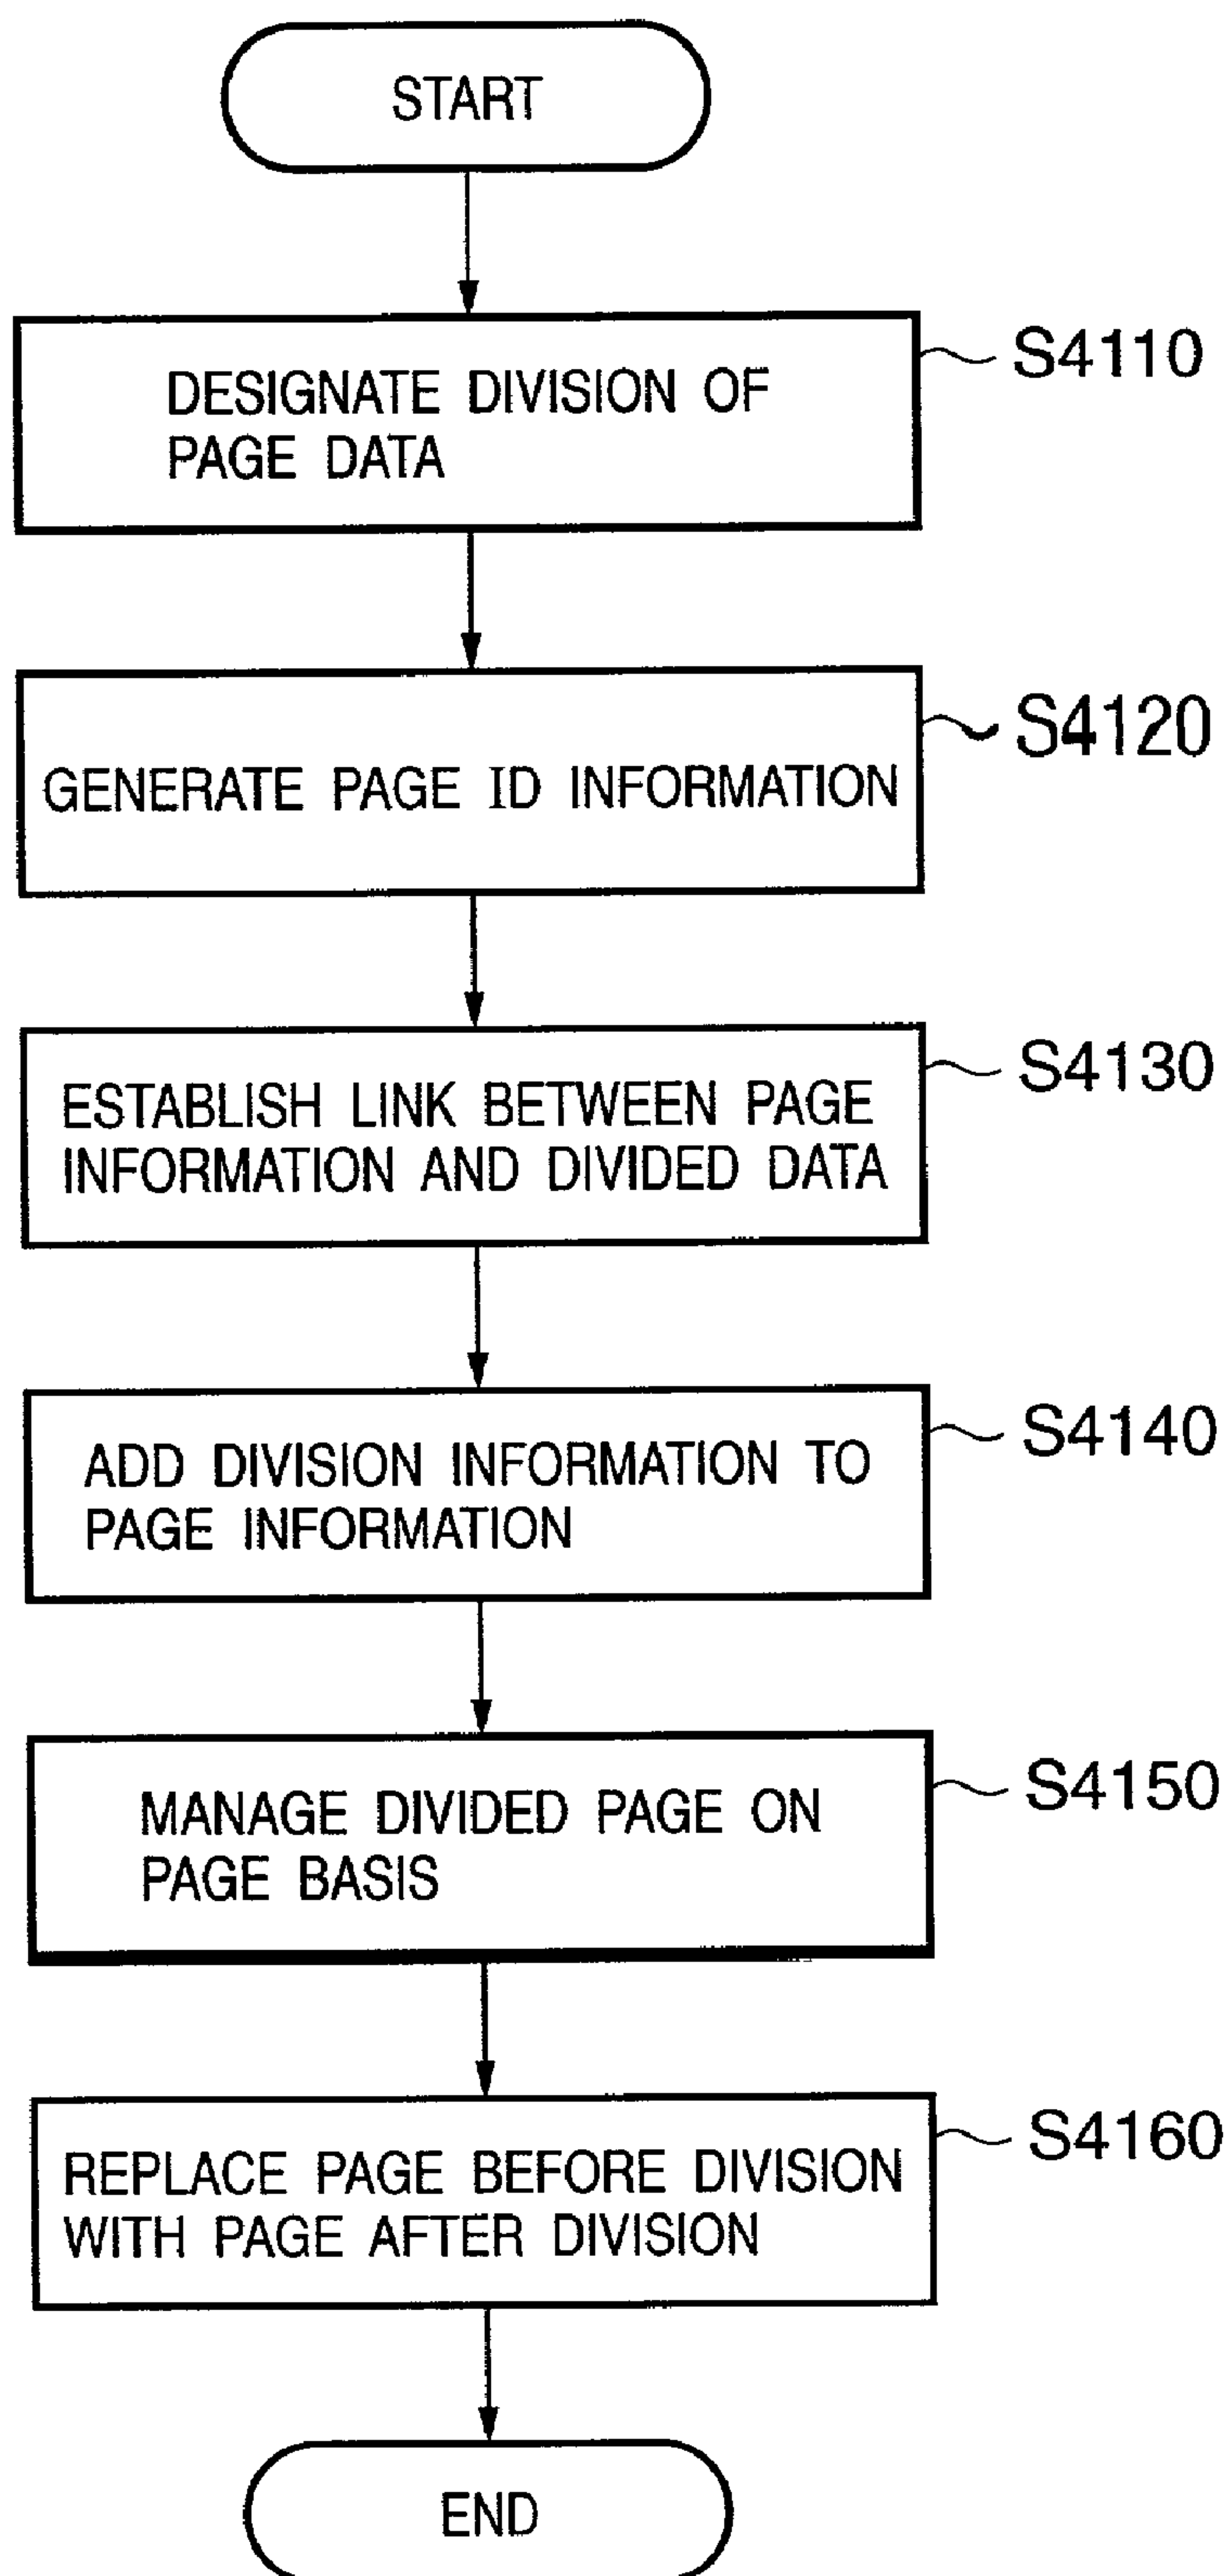 START
DESIGNATE DIVISION OF
PAGE DATA
S4110
GENERATE PAGE ID INFORMATION
S4120
ESTABLISH LINK BETWEEN PAGE
INFORMATION AND DIVIDED DATA
S4130
ADD DIVISION INFORMATION TO
PAGE INFORMATION
S4140
MANAGE DIVIDED PAGE ON
PAGE BASIS
S4150
REPLACE PAGE BEFORE DIVISION
WITH PAGE AFTER DIVISION
S4160
END